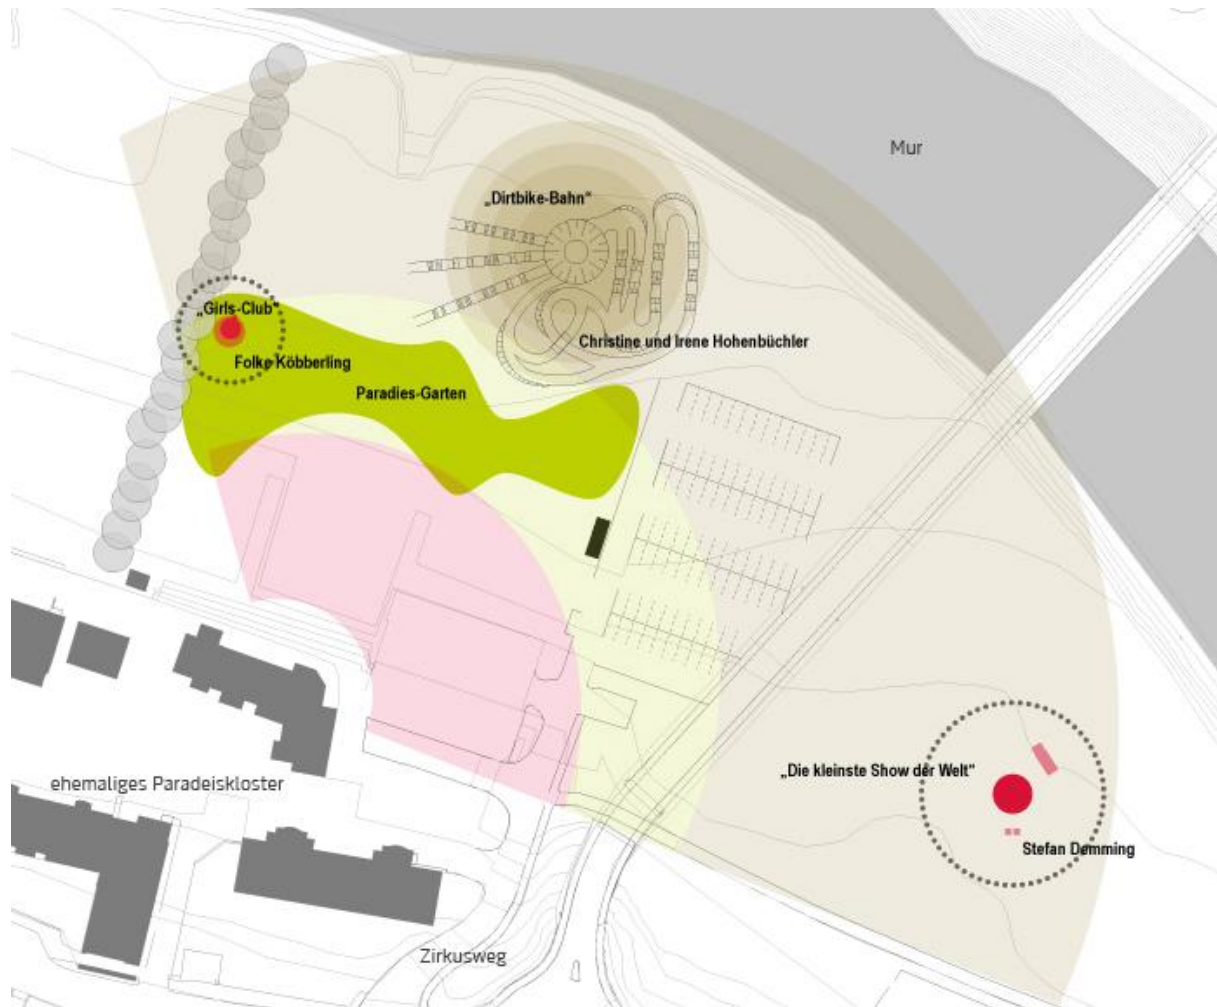 Mur
„Dirtbike-Bahn“
„Girls-Club“
Christine und Irene Hohenbüchler
Folke Köbberling
Paradies-Garten
„Die kleinste Show der Welt“
ehemaliges Paradeiskloster
Stefan Demming
Zirkusweg